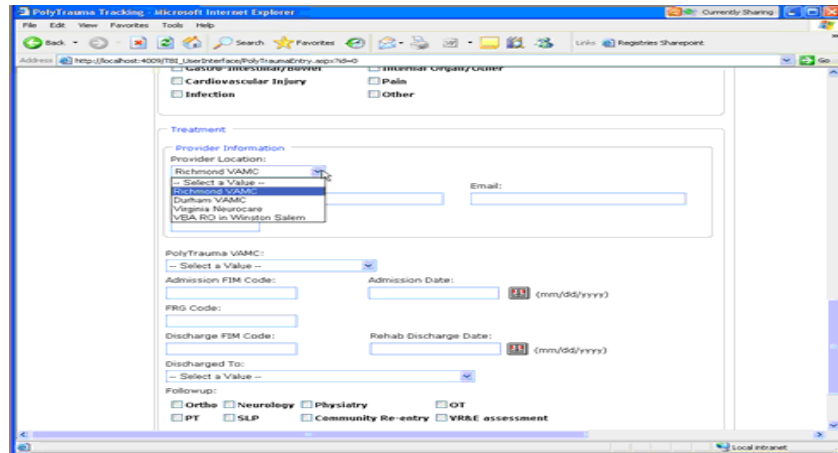 PolyTrauma Tracking - Microsoft Internet Explorer
Currently Sharing
File Edit View Favorites Tools Help
Back Search Favorites Links Registries Sharepoint
Address http://localhost:4009/TBI_UserInterface/PolyTraumaEntry.aspx?id=0 Go
Gastro-Intestinal/Bowel Internal Organ/Other
Cardiovascular Injury Pain
Infection Other
Treatment
Provider Information
Provider Location:
Richmond VAMC
-- Select a Value --
Richmond VAMC
Email:
Durham VAMC
Virginia Neurocare
VBA RO in Winston Salem
PolyTrauma VAMC:
-- Select a Value --
Admission FIM Code: Admission Date:
(mm/dd/yyyy)
FRG Code:
Discharge FIM Code: Rehab Discharge Date:
(mm/dd/yyyy)
Discharged To:
-- Select a Value --
Followup:
Ortho Neurology Physiatry OT
PT SLP Community Re-entry VR&E assessment
Local intranet